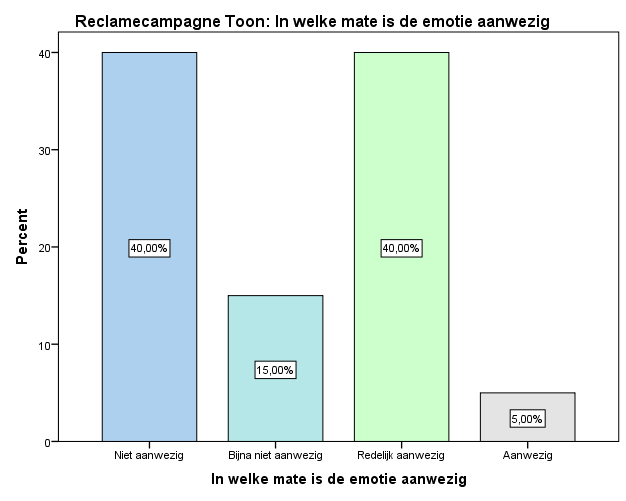 Reclamecampagne Toon: In welke mate is de emotie aanwezig
Percent
40
30
20
10
0
40,00%
15,00%
40,00%
5,00%
Niet aanwezig
Bijna niet aanwezig
Redelijk aanwezig
Aanwezig
In welke mate is de emotie aanwezig